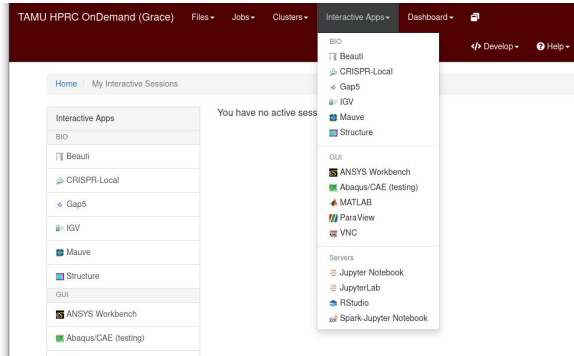 TAMU HPRC OnDemand (Grace) Files Jobs Clusters Interactive Apps Dashboard
</> Develop Help
Home / My Interactive Sessions
Interactive Apps
BIO
Beauti
CRISPR-Local
Gap5
IGV
Mauve
Structure
GUI
ANSYS Workbench
Abaqus/CAE (testing)
You have no active sess
BIO
Beauti
CRISPR-Local
Gap5
IGV
Mauve
Structure
GUI
ANSYS Workbench
Abaqus/CAE (testing)
MATLAB
ParaView
VNC
Servers
Jupyter Notebook
JupyterLab
RStudio
Spark-Jupyter Notebook